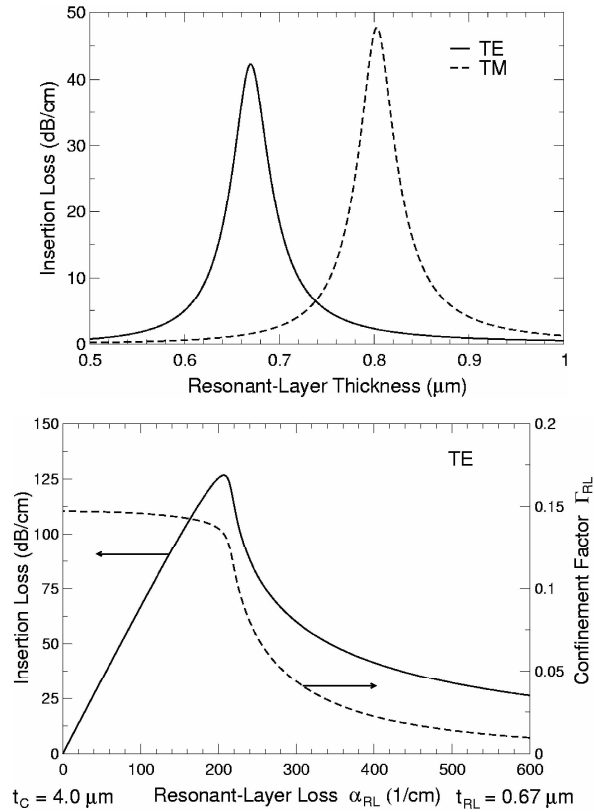 50
40
30
20
10
0
Insertion Loss (dB/cm)
TE
TM
0.5 0.6 0.7 0.8 0.9 1
Resonant-Layer Thickness (μm)
150
125
100
75
50
25
0
Insertion Loss (dB/cm)
TE
0.2
0.15
0.1
0.05
0
Confinement Factor Γ_RL
0 100 200 300 400 500 600
t_C = 4.0 μm Resonant-Layer Loss α_RL (1/cm) t_RL = 0.67 μm